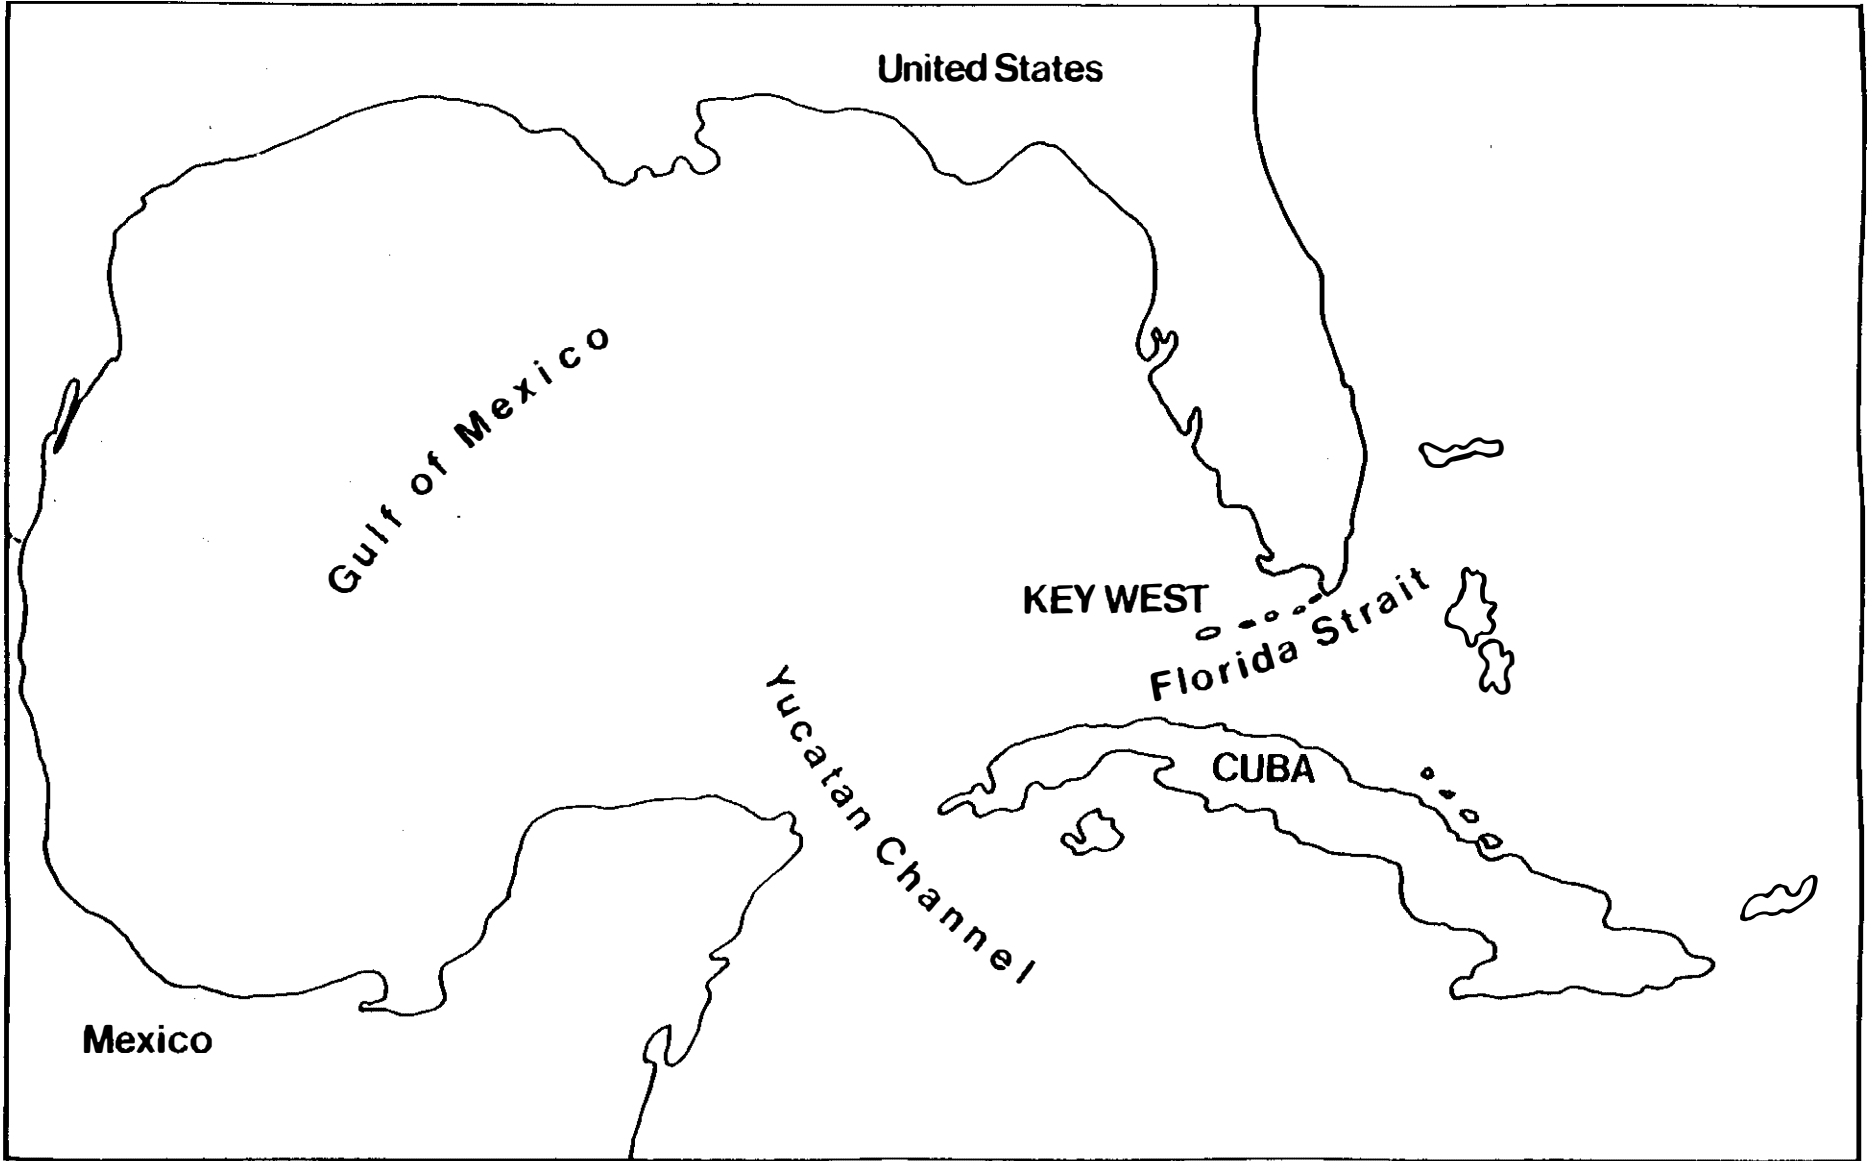 United States
Gulf of Mexico
KEY WEST
Florida Strait
Yucatan Channel
CUBA
Mexico